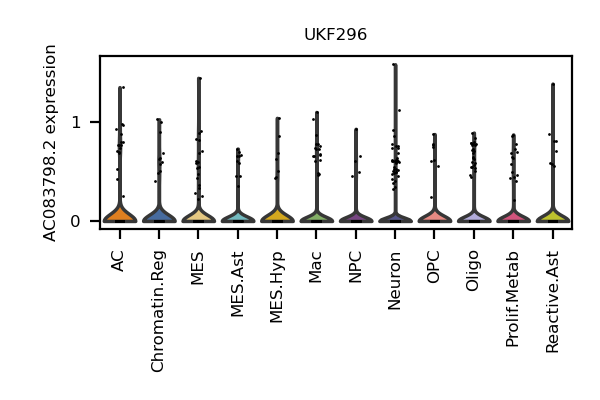 UKF296
AC083798.2 expression
1
0
AC
Chromatin.Reg
MES
MES.Ast
MES.Hyp
Mac
NPC
Neuron
OPC
Oligo
Prolif.Metab
Reactive.Ast